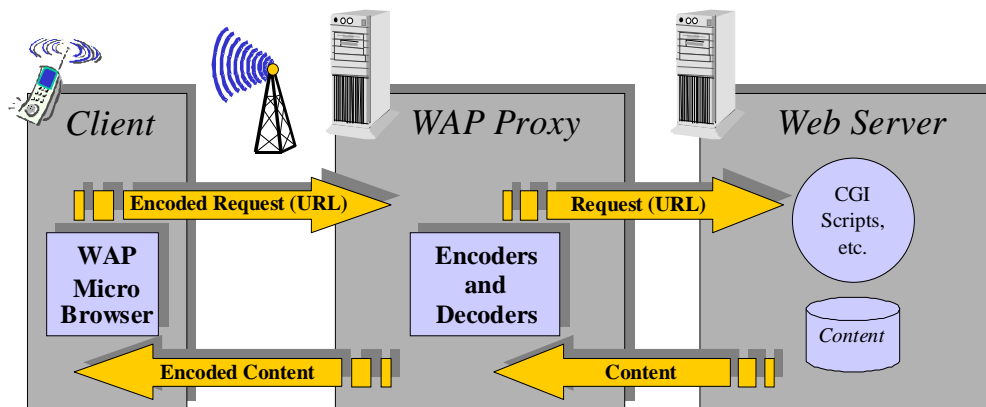 Client
WAP Proxy
Web Server
Encoded Request (URL)
Request (URL)
CGI
Scripts,
etc.
WAP
Micro
Browser
Encoders
and
Decoders
Content
Encoded Content
Content